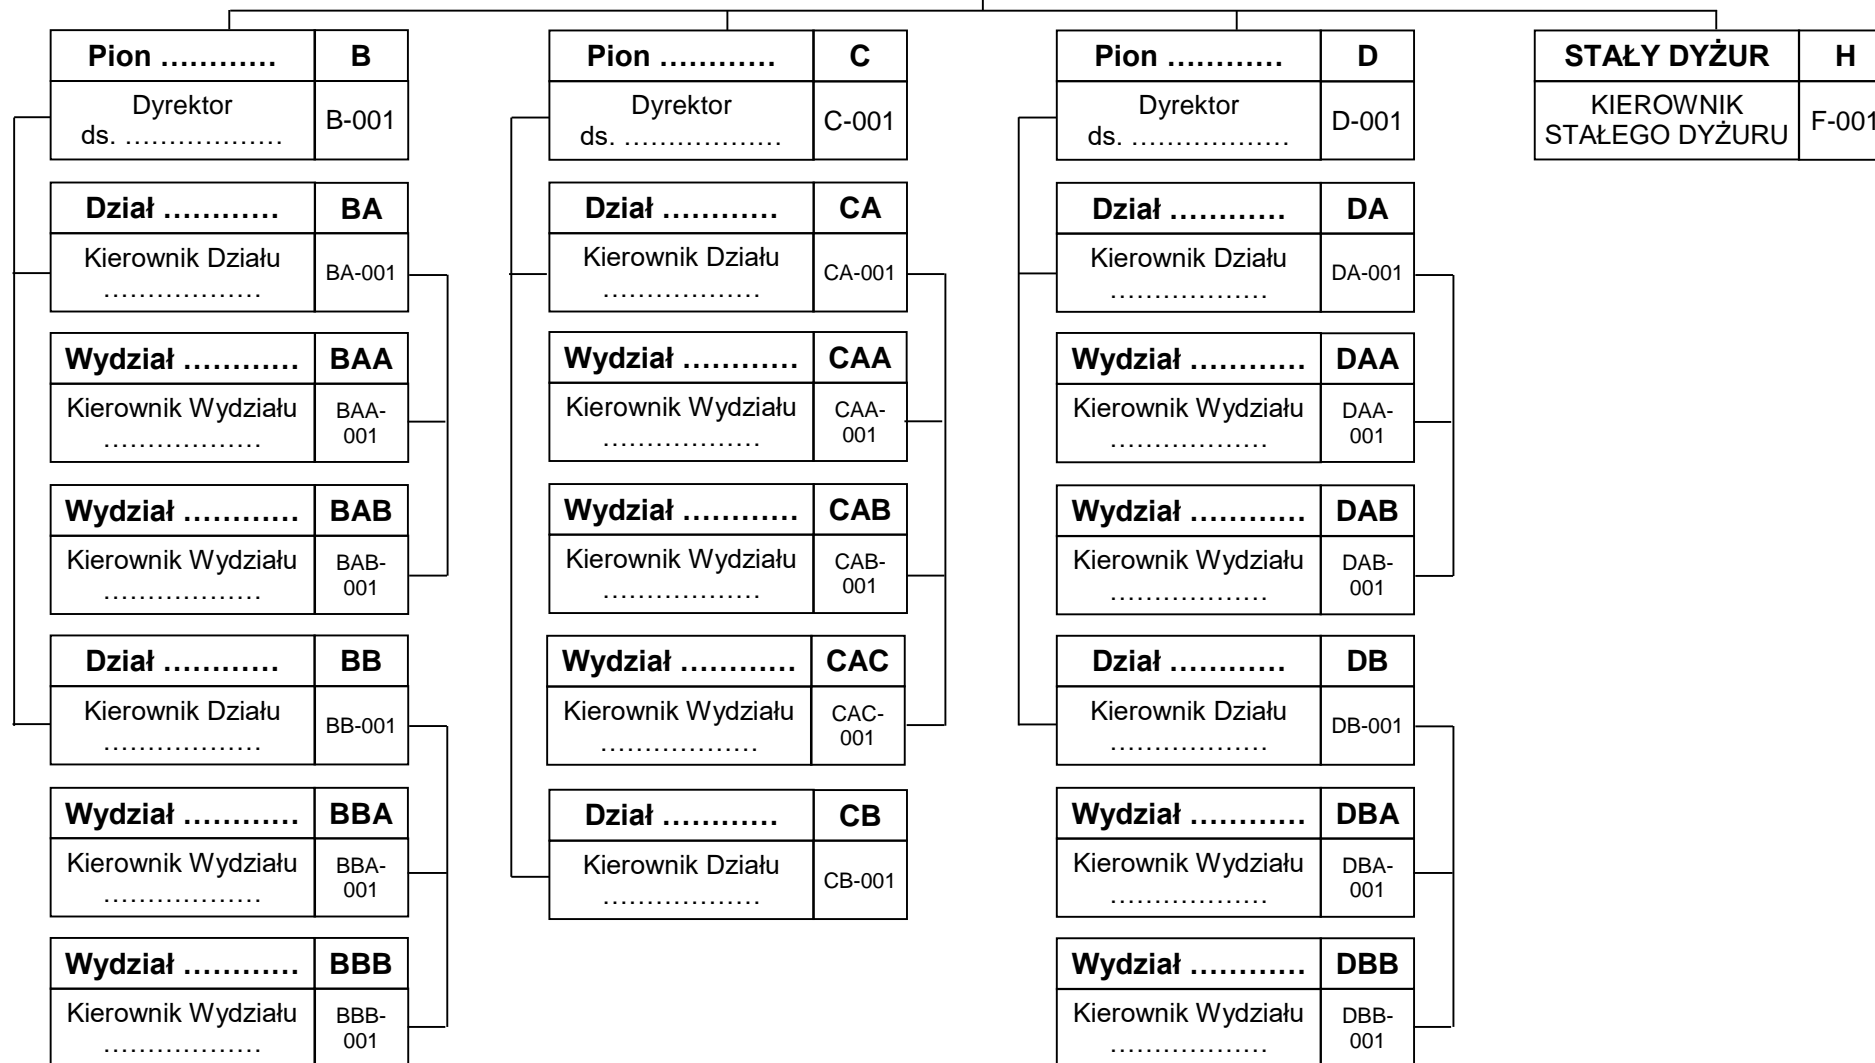 Pion ………… B
Dyrektor
ds. ………………
B-001
Dział ………… BA
Kierownik Działu
………………
BA-001
Wydział ………… BAA
Kierownik Wydziału
………………
BAA-
001
Wydział ………… BAB
Kierownik Wydziału
………………
BAB-
001
Dział ………… BB
Kierownik Działu
………………
BB-001
Wydział ………… BBA
Kierownik Wydziału
………………
BBA-
001
Wydział ………… BBB
Kierownik Wydziału
………………
BBB-
001
Pion ………… C
Dyrektor
ds. ………………
C-001
Dział ………… CA
Kierownik Działu
………………
CA-001
Wydział ………… CAA
Kierownik Wydziału
………………
CAA-
001
Wydział ………… CAB
Kierownik Wydziału
………………
CAB-
001
Wydział ………… CAC
Kierownik Wydziału
………………
CAC-
001
Dział ………… CB
Kierownik Działu
………………
CB-001
Pion ………… D
Dyrektor
ds. ………………
D-001
Dział ………… DA
Kierownik Działu
………………
DA-001
Wydział ………… DAA
Kierownik Wydziału
………………
DAA-
001
Wydział ………… DAB
Kierownik Wydziału
………………
DAB-
001
Dział ………… DB
Kierownik Działu
………………
DB-001
Wydział ………… DBA
Kierownik Wydziału
………………
DBA-
001
Wydział ………… DBB
Kierownik Wydziału
………………
DBB-
001
STAŁY DYŻUR H
KIEROWNIK
STAŁEGO DYŻURU
F-001